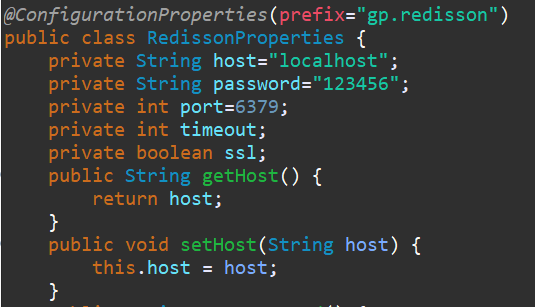 @ConfigurationProperties(prefix="gp.redisson")
public class RedissonProperties {
    private String host="localhost";
    private String password="123456";
    private int port=6379;
    private int timeout;
    private boolean ssl;
    public String getHost() {
        return host;
    }
    public void setHost(String host) {
        this.host = host;
    }